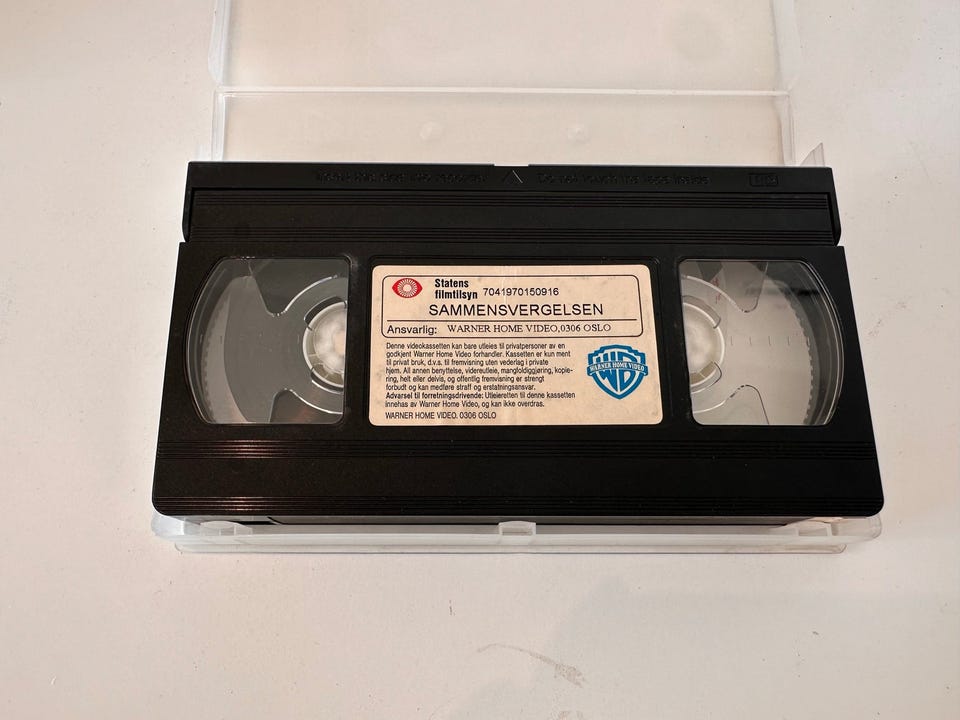 Statens
filmtilsyn 7041970150916
SAMMENSVERGELSEN
Ansvarlig: WARNER HOME VIDEO,0306 OSLO
Denne videokassetten kan bare utleies til privatpersoner av en
godkjent Warner Home Video forhandler. Kassetten er kun ment
til privat bruk, d.v.s. til fremvisning uten vederlag i private
hjem. All annen benyttelse, videreutleie, mangfoldiggjøring, kopie-
ring, helt eller delvis, og offentlig fremvisning er strengt
forbudt og kan medføre straff og erstatningsansvar.
Advarsel til forretningsdrivende: Utleieretten til denne kassetten
innehas av Warner Home Video, og kan ikke overdras.
WARNER HOME VIDEO. 0306 OSLO
WB
WARNER HOME VIDEO